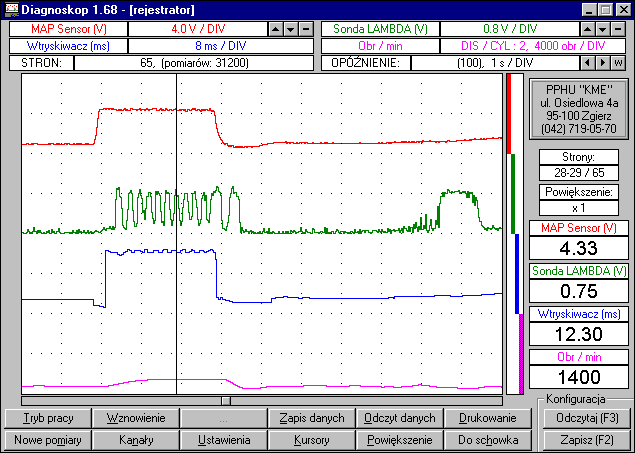 Diagnoskop 1.68 - [rejestrator]
MAP Sensor (V) 4.0 V / DIV Sonda LAMBDA (V) 0.8 V / DIV
Wtryskiwacz (ms) 8 ms / DIV Obr / min DIS / CYL : 2, 4000 obr / DIV
STRON: 65, (pomiarów: 31200) OPÓŹNIENIE: (100), 1 s / DIV w
PPHU "KME"
ul. Osiedlowa 4a
95-100 Zgierz
(042) 719-05-70
Strony:
28-29 / 65
Powiększenie:
x 1
MAP Sensor (V)
4.33
Sonda LAMBDA (V)
0.75
Wtryskiwacz (ms)
12.30
Obr / min
1400
Konfiguracja
Tryb pracy Wznowienie ... Zapis danych Odczyt danych Drukowanie Odczytaj (F3)
Nowe pomiary Kanały Ustawienia Kursory Powiększenie Do schowka Zapisz (F2)